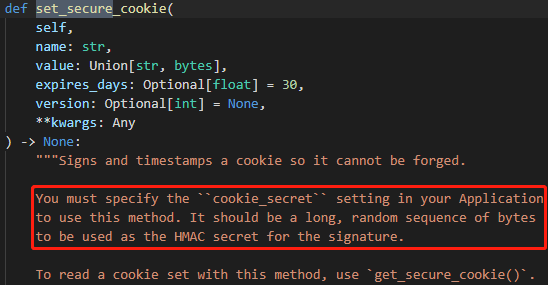 def set_secure_cookie(
self,
name: str,
value: Union[str, bytes],
expires_days: Optional[float] = 30,
version: Optional[int] = None,
**kwargs: Any
) -> None:
"""Signs and timestamps a cookie so it cannot be forged.
You must specify the ``cookie_secret`` setting in your Application
to use this method. It should be a long, random sequence of bytes
to be used as the HMAC secret for the signature.
To read a cookie set with this method, use `get_secure_cookie()`.